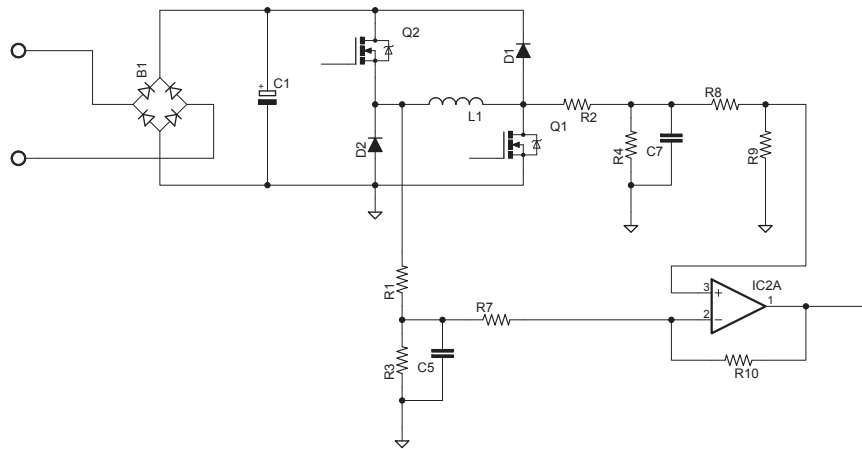 Q2
D1
B1
+
C1
R8
L1
R2
Q1
D2
R4
C7
R9
IC2A
3
+
1
2
−
R1
R7
R3
C5
R10